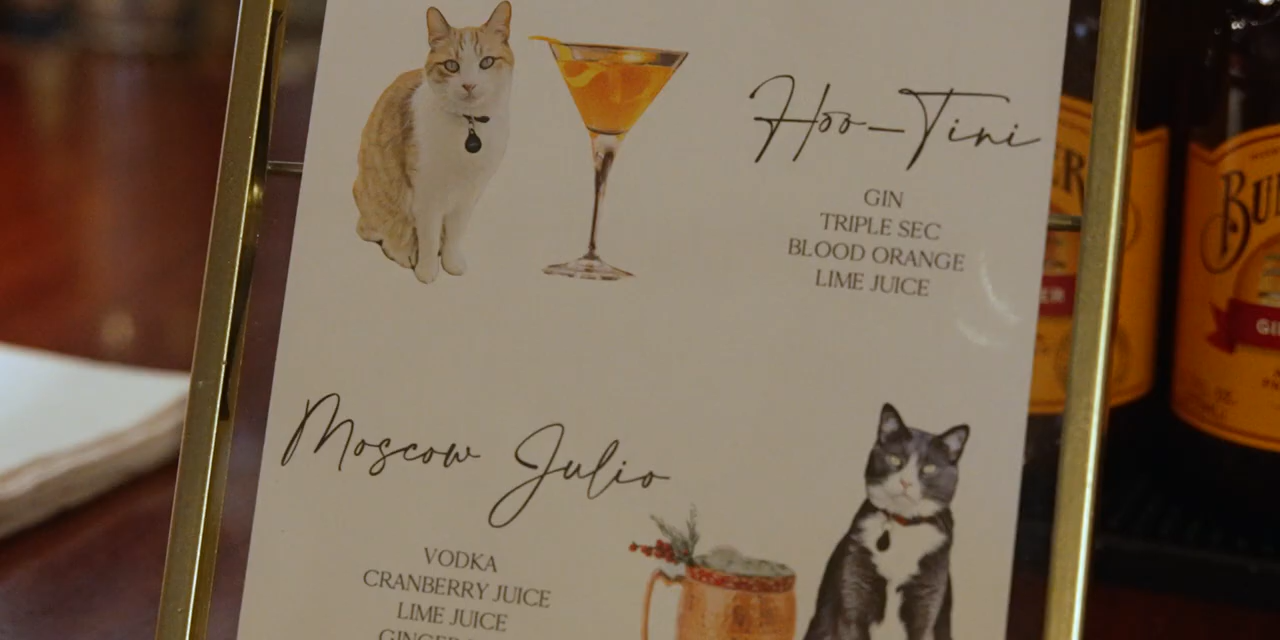 Hoo-Tini
GIN
TRIPLE SEC
BLOOD ORANGE
LIME JUICE
Moscow Julio
VODKA
CRANBERRY JUICE
LIME JUICE